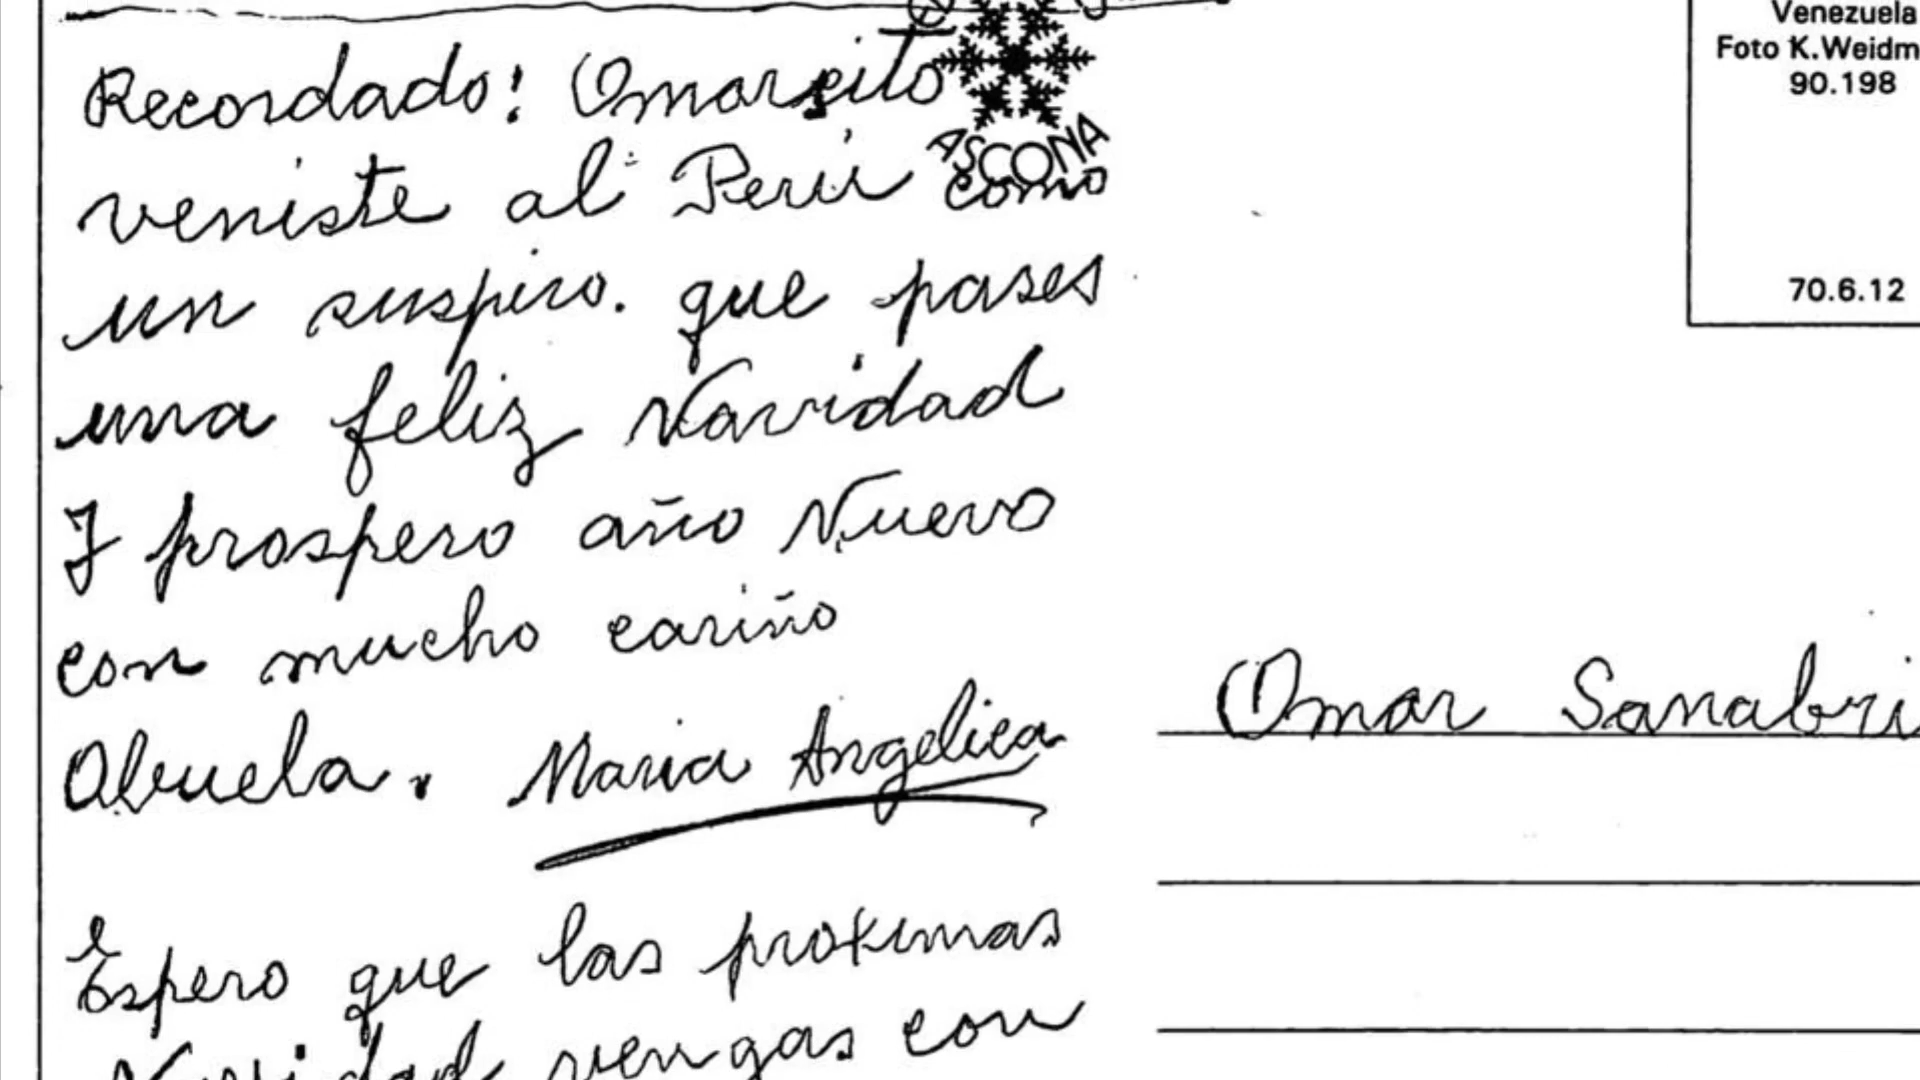 Recordado! Omarsito
veniste al Perú como
un suspiro. que pases
una feliz Navidad
Y prospero año Nuevo
con mucho cariño
Abuela. Maria Angelica
Espero que las proximas
Navidad vengas con
ASCONA
Venezuela
Foto K.Weidm
90.198
70.6.12
Omar Sanabri